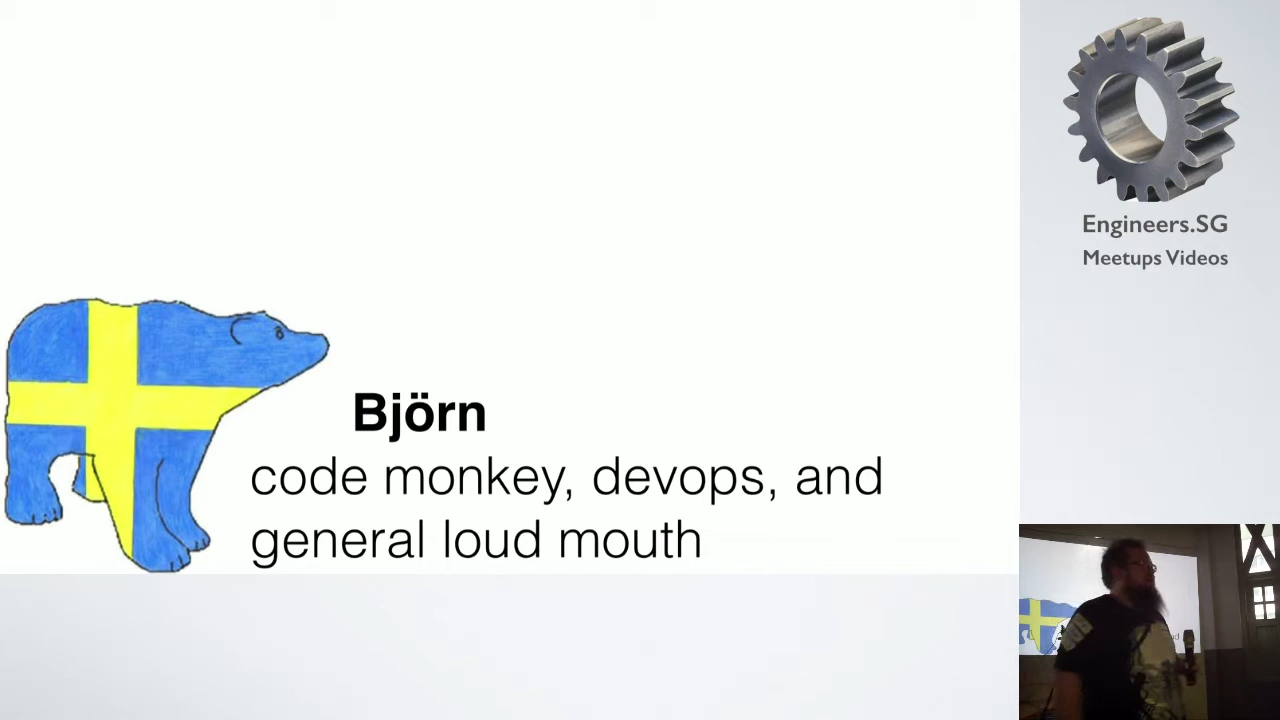 Björn
code monkey, devops, and
general loud mouth
Engineers.SG
Meetups Videos